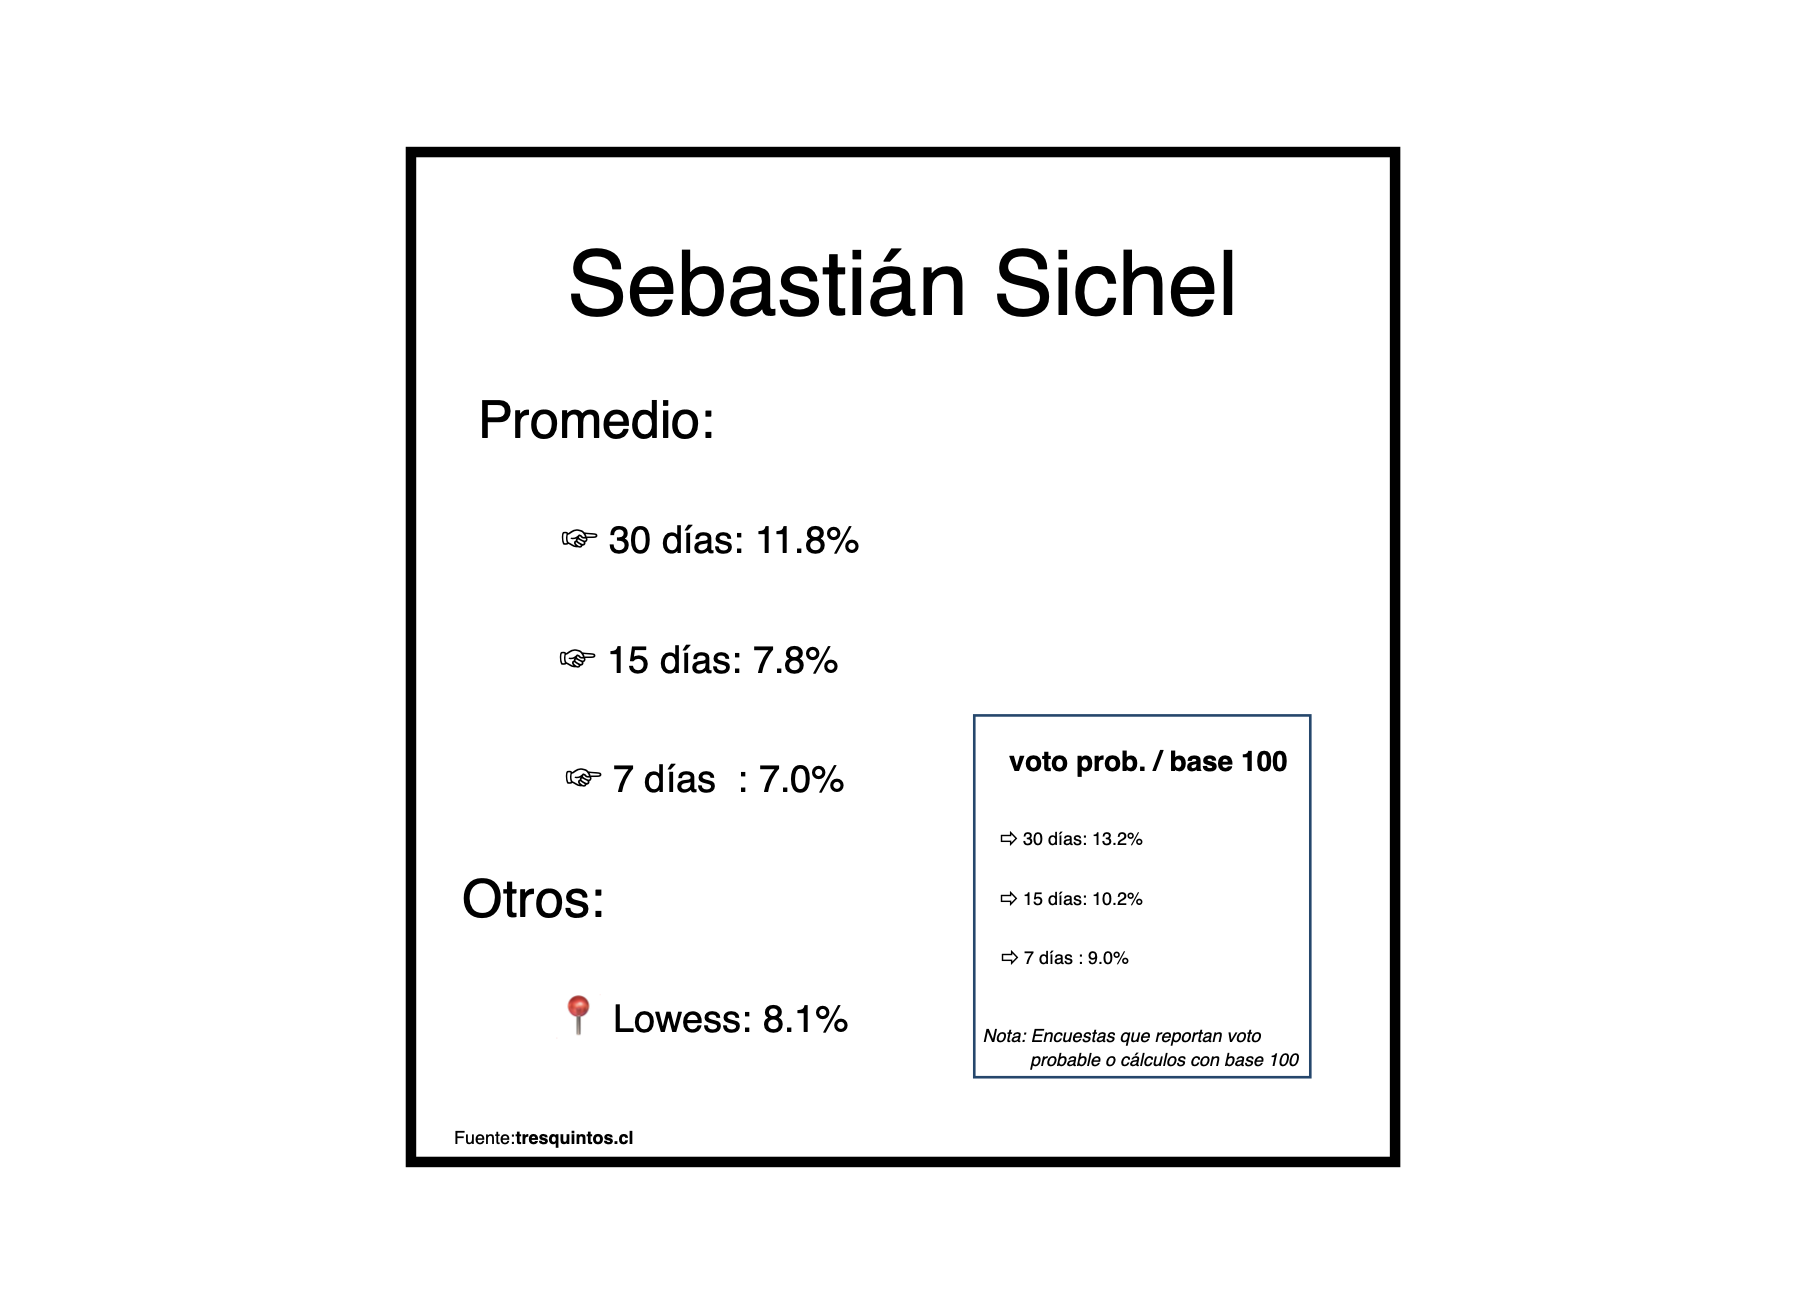 Sebastián Sichel
Promedio:
☞ 30 días: 11.8%
☞ 15 días: 7.8%
☞ 7 días : 7.0%
Otros:
📍 Lowess: 8.1%
voto prob. / base 100
⇨ 30 días: 13.2%
⇨ 15 días: 10.2%
⇨ 7 días : 9.0%
Nota: Encuestas que reportan voto
probable o cálculos con base 100
Fuente:tresquintos.cl